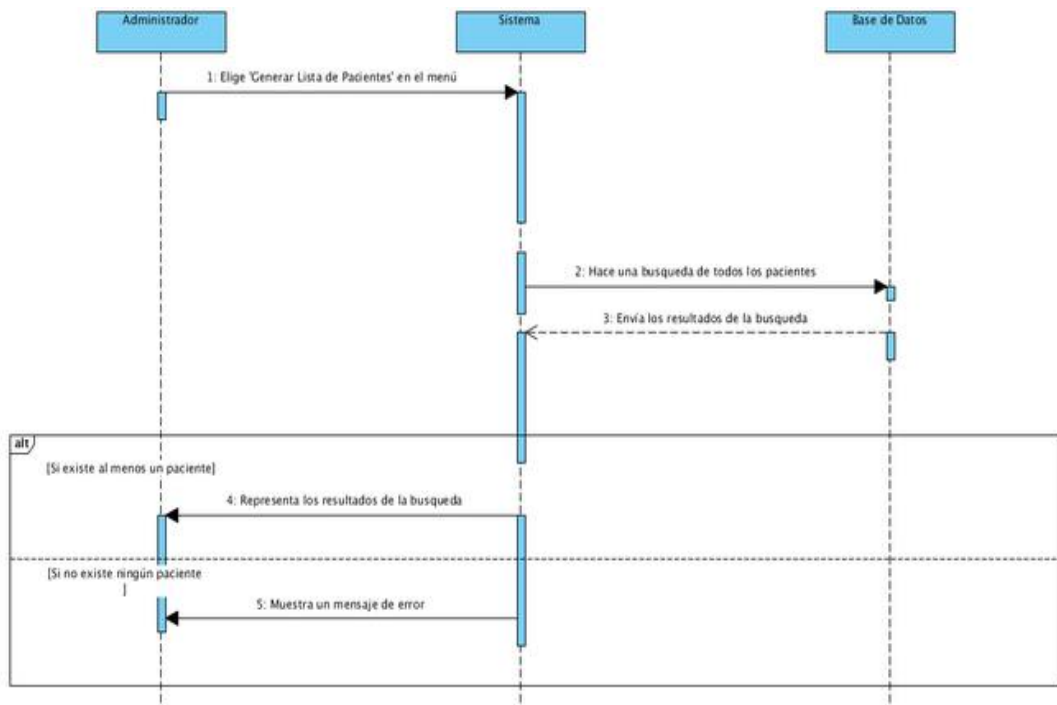 Administrador
Sistema
Base de Datos
1: Elige 'Generar Lista de Pacientes' en el menú
2: Hace una busqueda de todos los pacientes
3: Envía los resultados de la busqueda
alt
[Si existe al menos un paciente]
4: Representa los resultados de la busqueda
[Si no existe ningún paciente
]
5: Muestra un mensaje de error